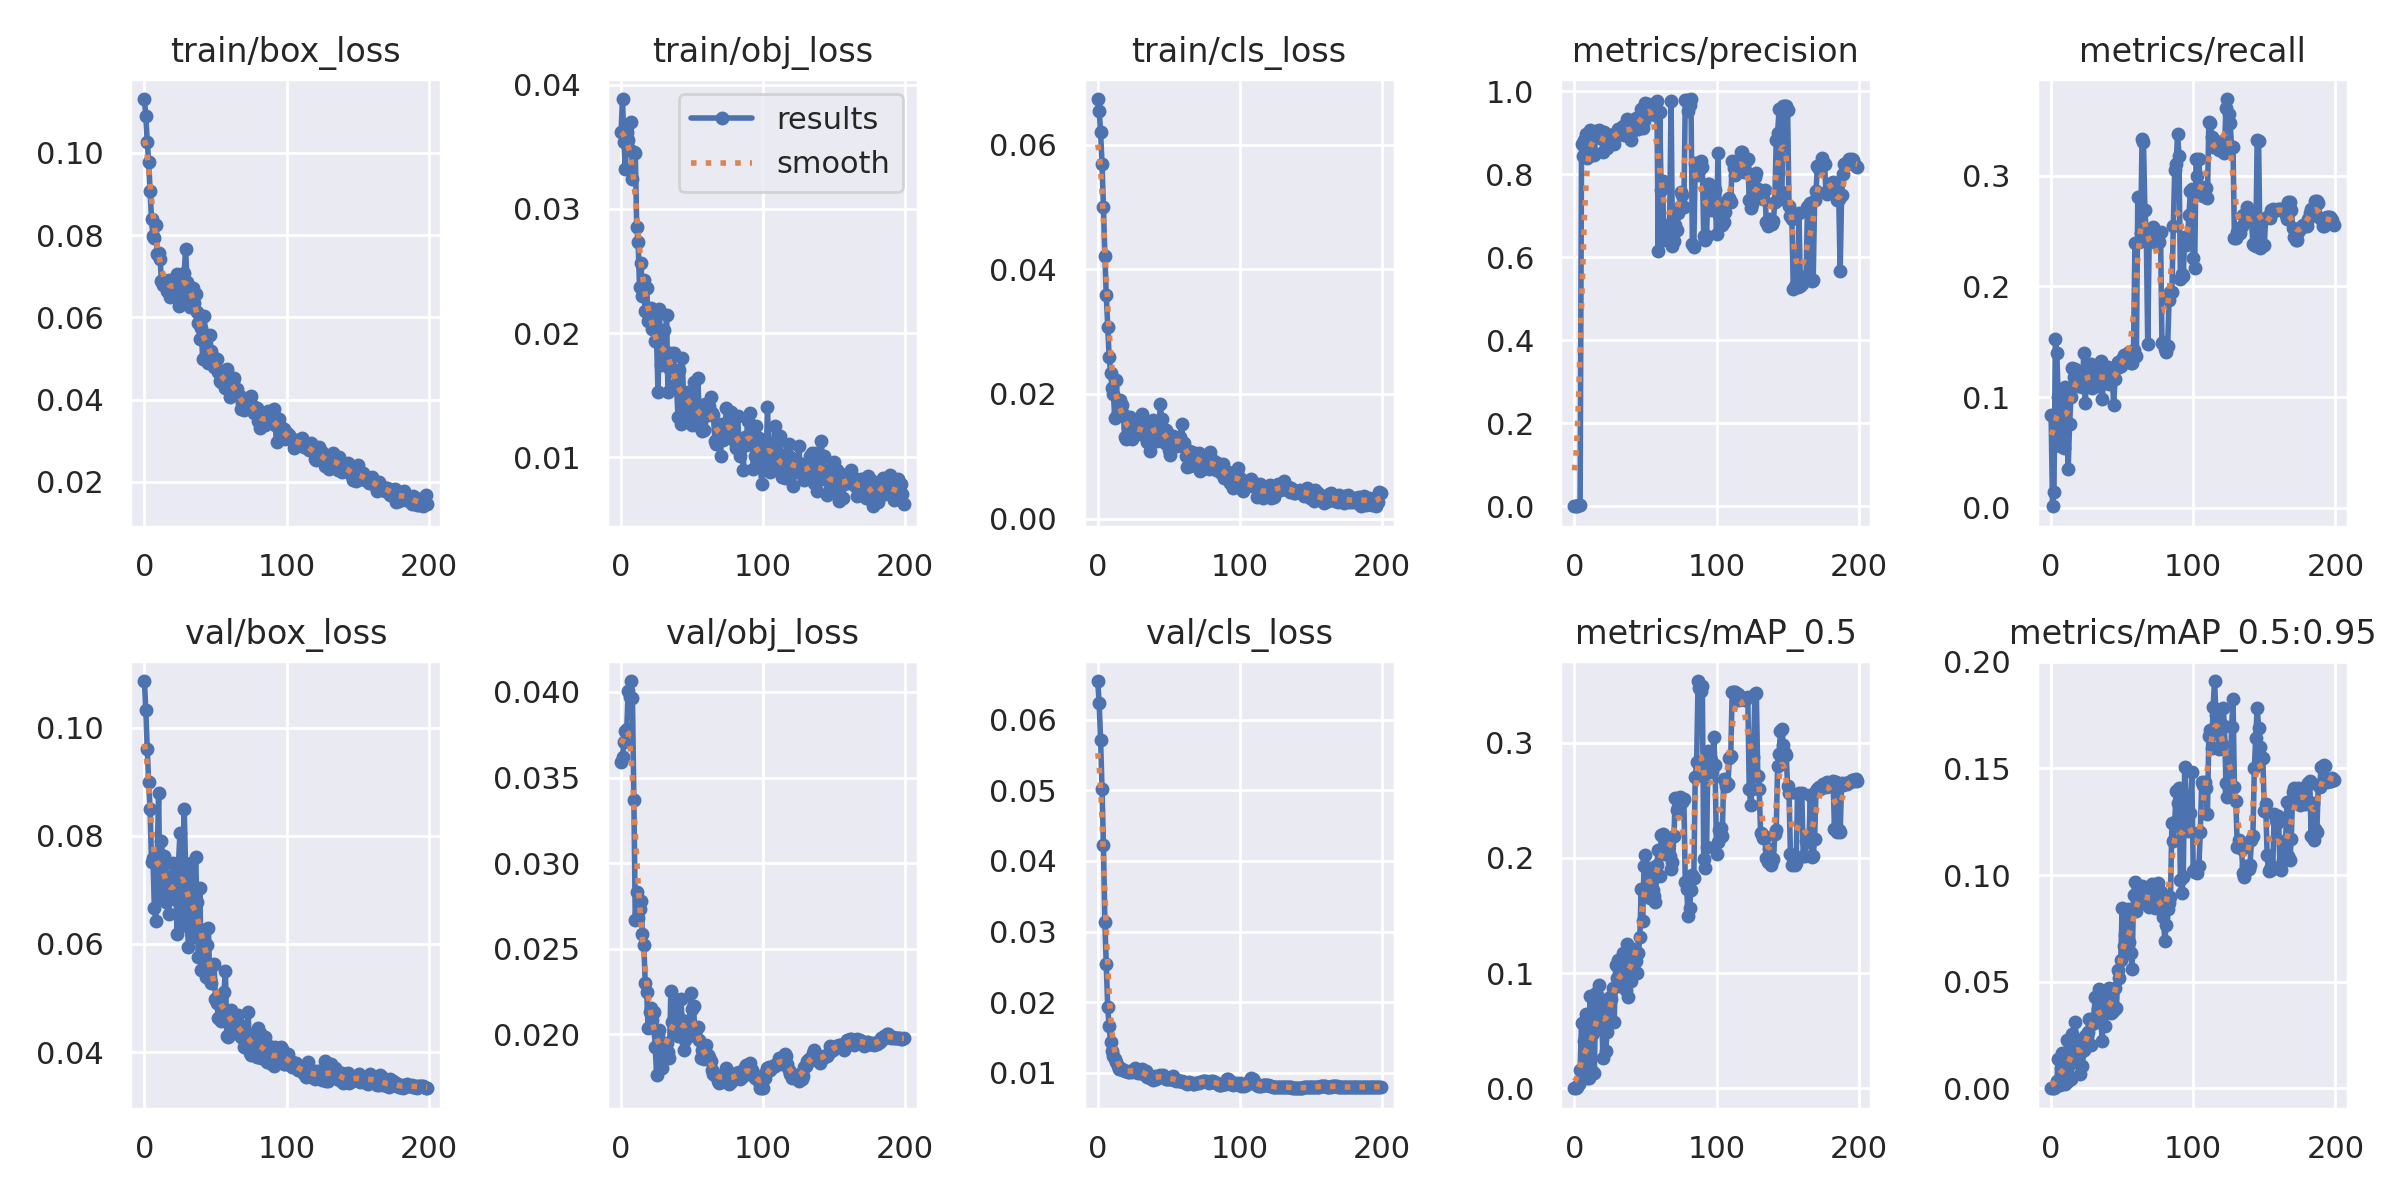 train/box_loss
0.10
0.08
0.06
0.04
0.02
0 100 200
train/obj_loss
0.04
0.03
0.02
0.01
results
smooth
0 100 200
train/cls_loss
0.06
0.04
0.02
0.00
0 100 200
metrics/precision
1.0
0.8
0.6
0.4
0.2
0.0
0 100 200
metrics/recall
0.3
0.2
0.1
0.0
0 100 200
val/box_loss
0.10
0.08
0.06
0.04
0 100 200
val/obj_loss
0.040
0.035
0.030
0.025
0.020
0 100 200
val/cls_loss
0.06
0.05
0.04
0.03
0.02
0.01
0 100 200
metrics/mAP_0.5
0.3
0.2
0.1
0.0
0 100 200
metrics/mAP_0.5:0.95
0.20
0.15
0.10
0.05
0.00
0 100 200